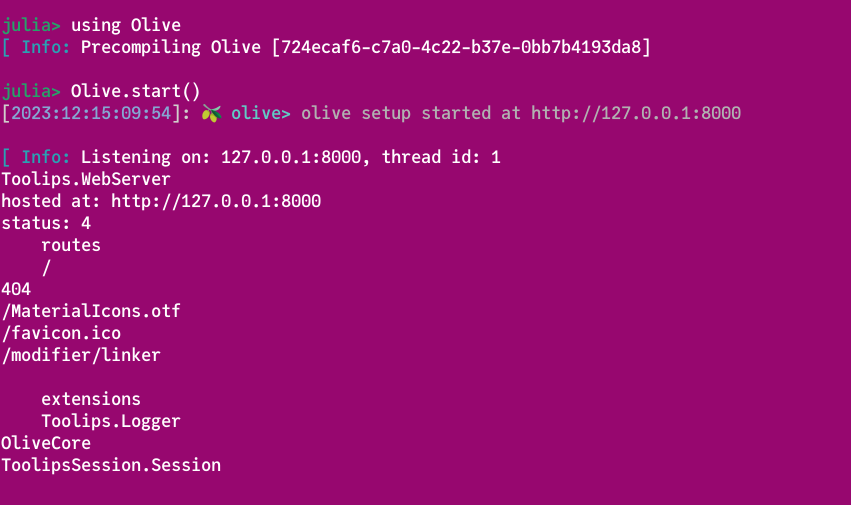 julia> using Olive
[ Info: Precompiling Olive [724ecaf6-c7a0-4c22-b37e-0bb7b4193da8]
julia> Olive.start()
[2023:12:15:09:54]: 🫒 olive> olive setup started at http://127.0.0.1:8000
[ Info: Listening on: 127.0.0.1:8000, thread id: 1
Toolips.WebServer
hosted at: http://127.0.0.1:8000
status: 4
routes
/
404
/MaterialIcons.otf
/favicon.ico
/modifier/linker
extensions
Toolips.Logger
OliveCore
ToolipsSession.Session